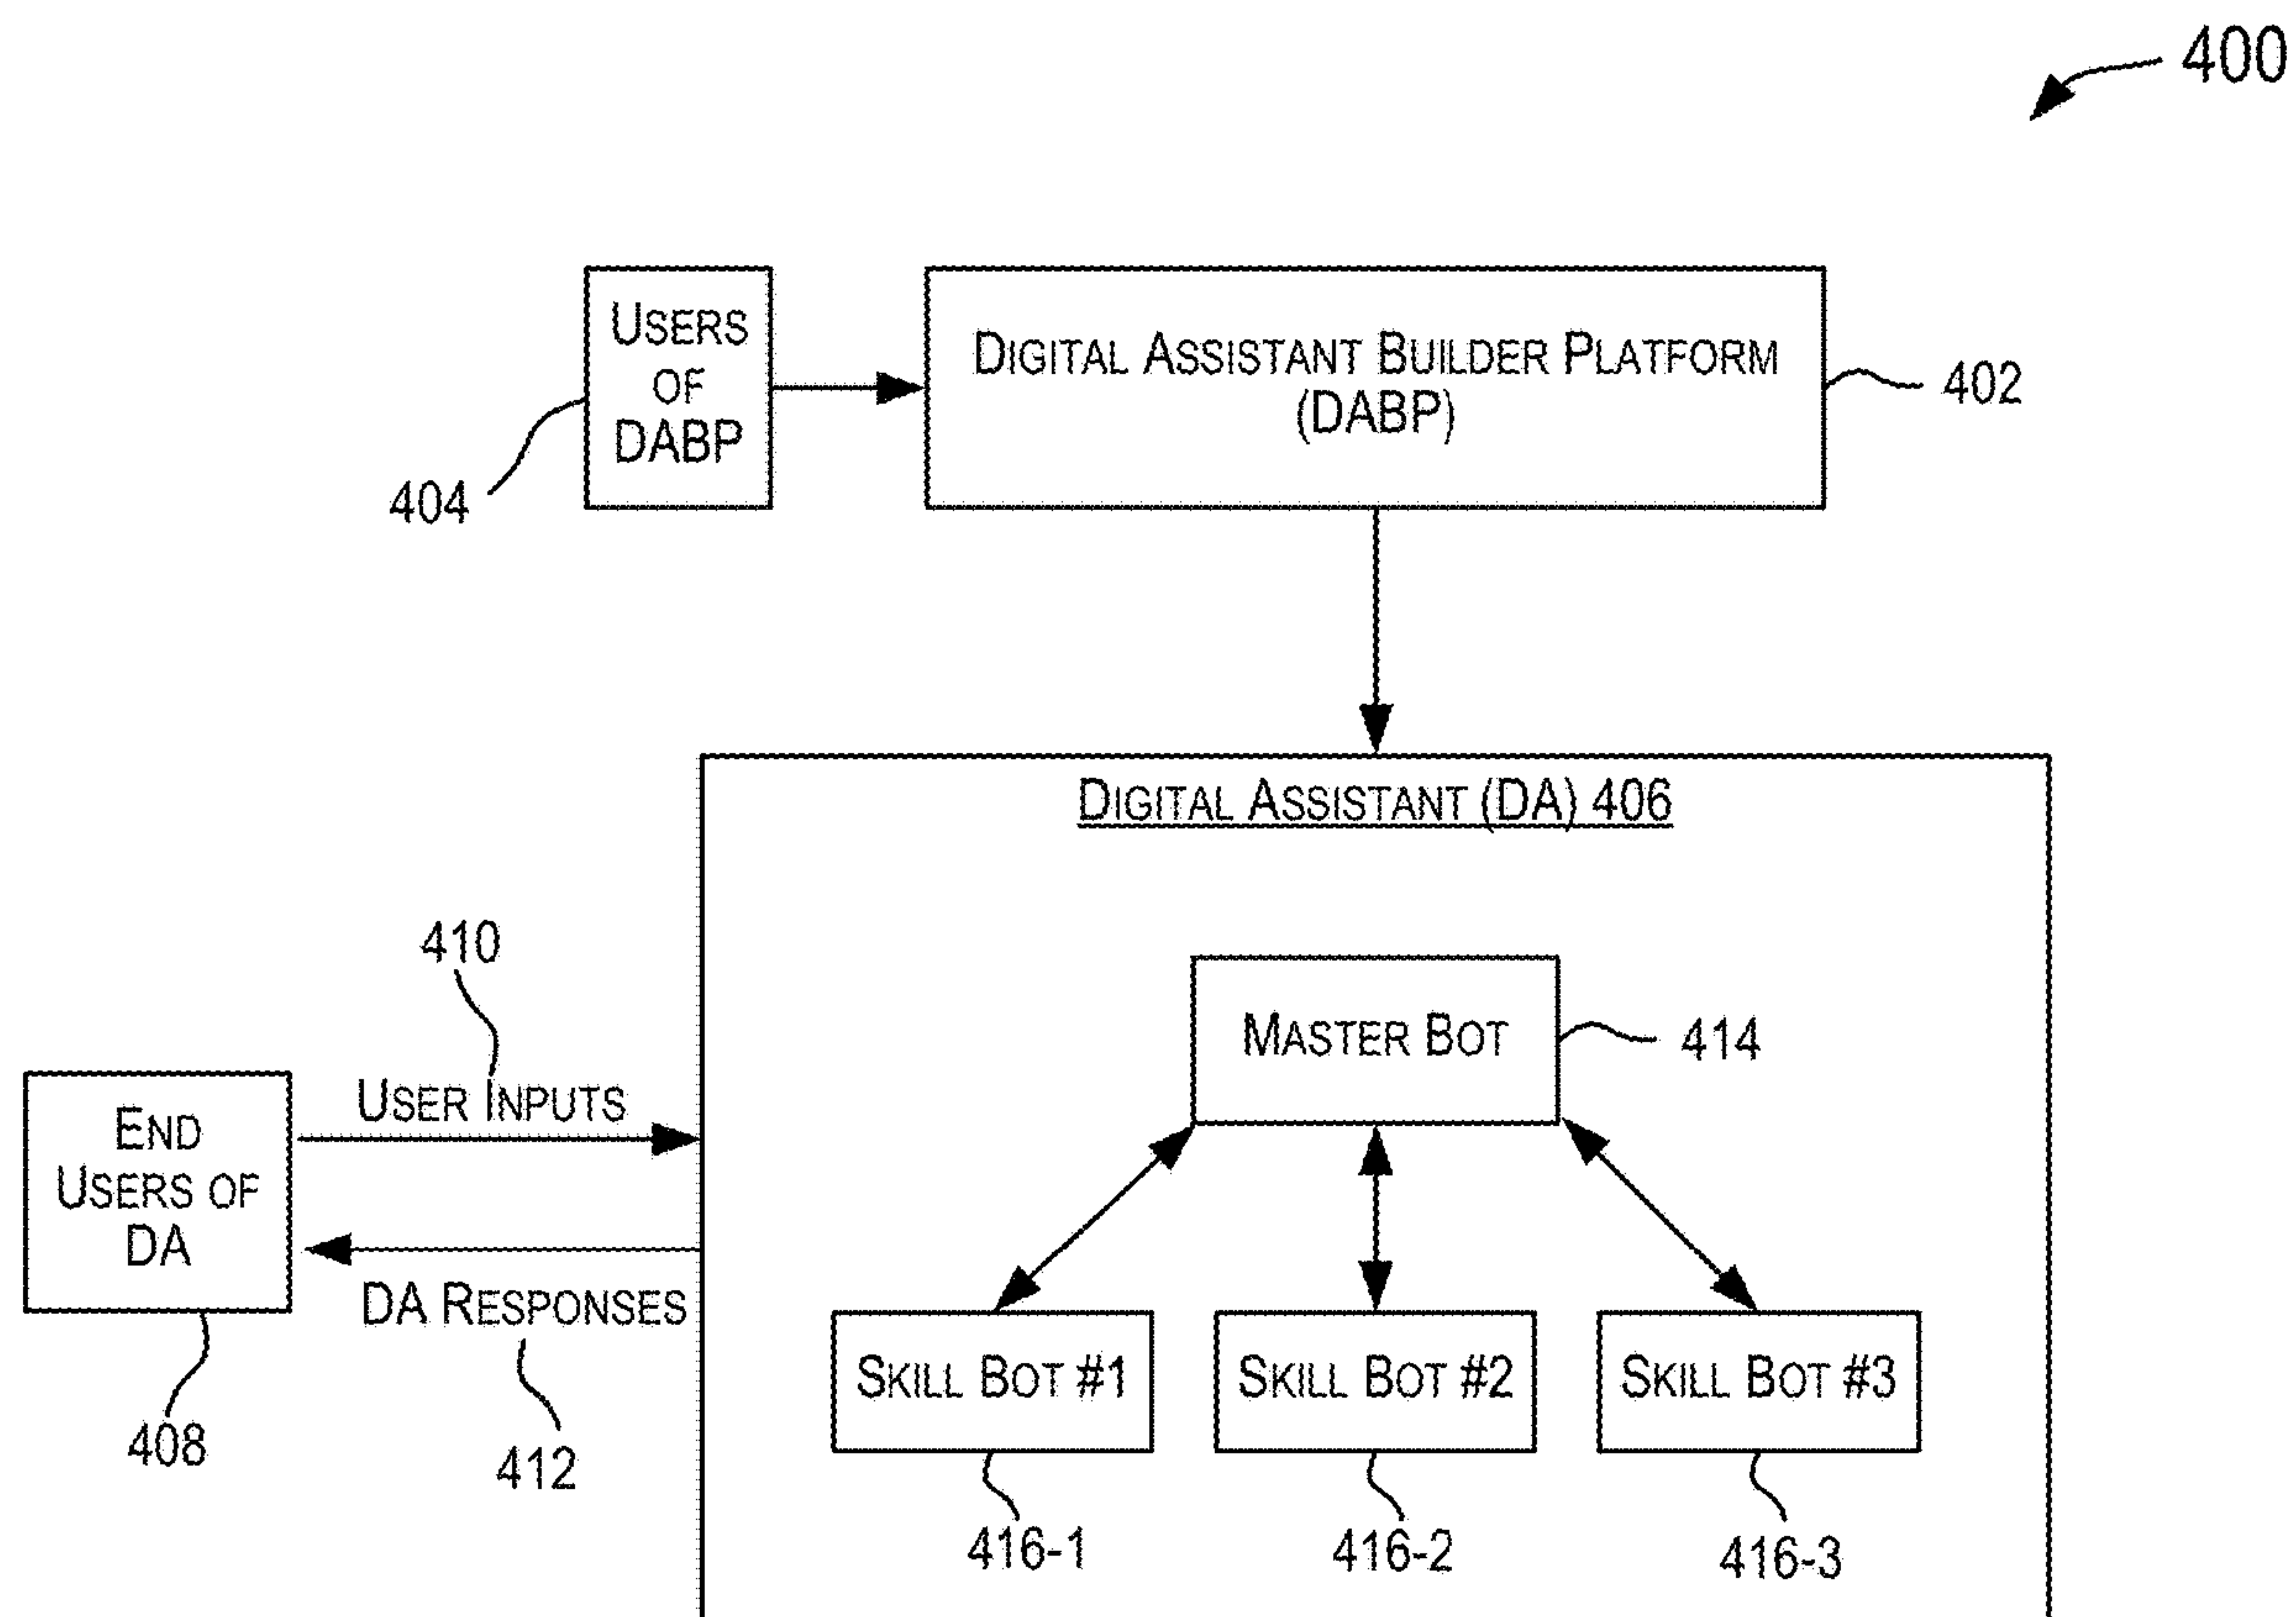 400
USERS
OF
DABP
404
DIGITAL ASSISTANT BUILDER PLATFORM
(DABP)
402
DIGITAL ASSISTANT (DA) 406
410
USER INPUTS
END
USERS OF
DA
408
DA RESPONSES
412
MASTER BOT
414
SKILL BOT #1
SKILL BOT #2
SKILL BOT #3
416-1
416-2
416-3